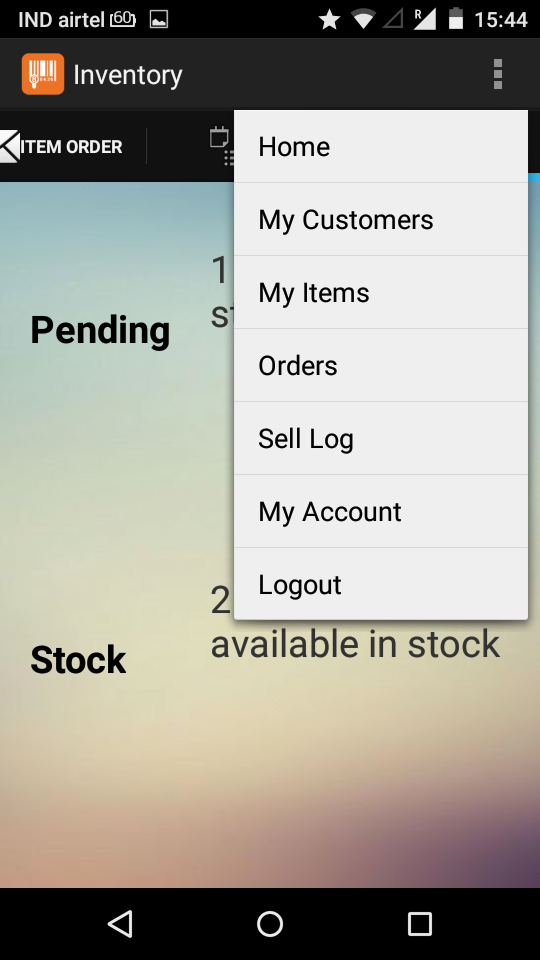 IND airtel 60 R 15:44
Inventory
ITEM ORDER
Home
My Customers
My Items
Orders
Sell Log
My Account
Logout
Pending
1
Stock
2
available in stock